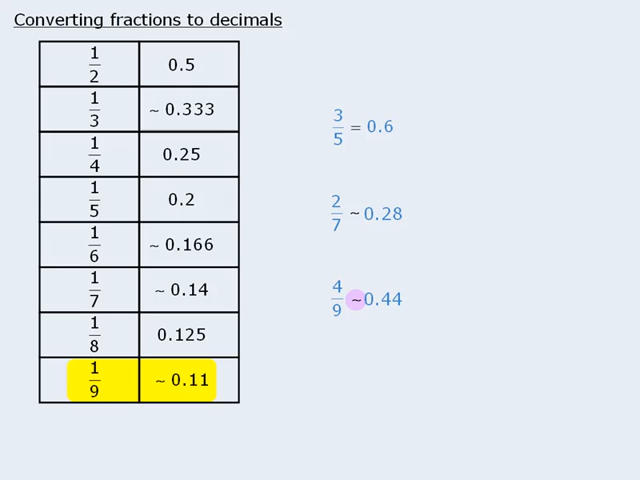 Converting fractions to decimals
1/2 0.5
1/3 ~ 0.333
1/4 0.25
1/5 0.2
1/6 ~ 0.166
1/7 ~ 0.14
1/8 0.125
1/9 ~ 0.11
3/5 = 0.6
2/7 ~ 0.28
4/9 ~ 0.44